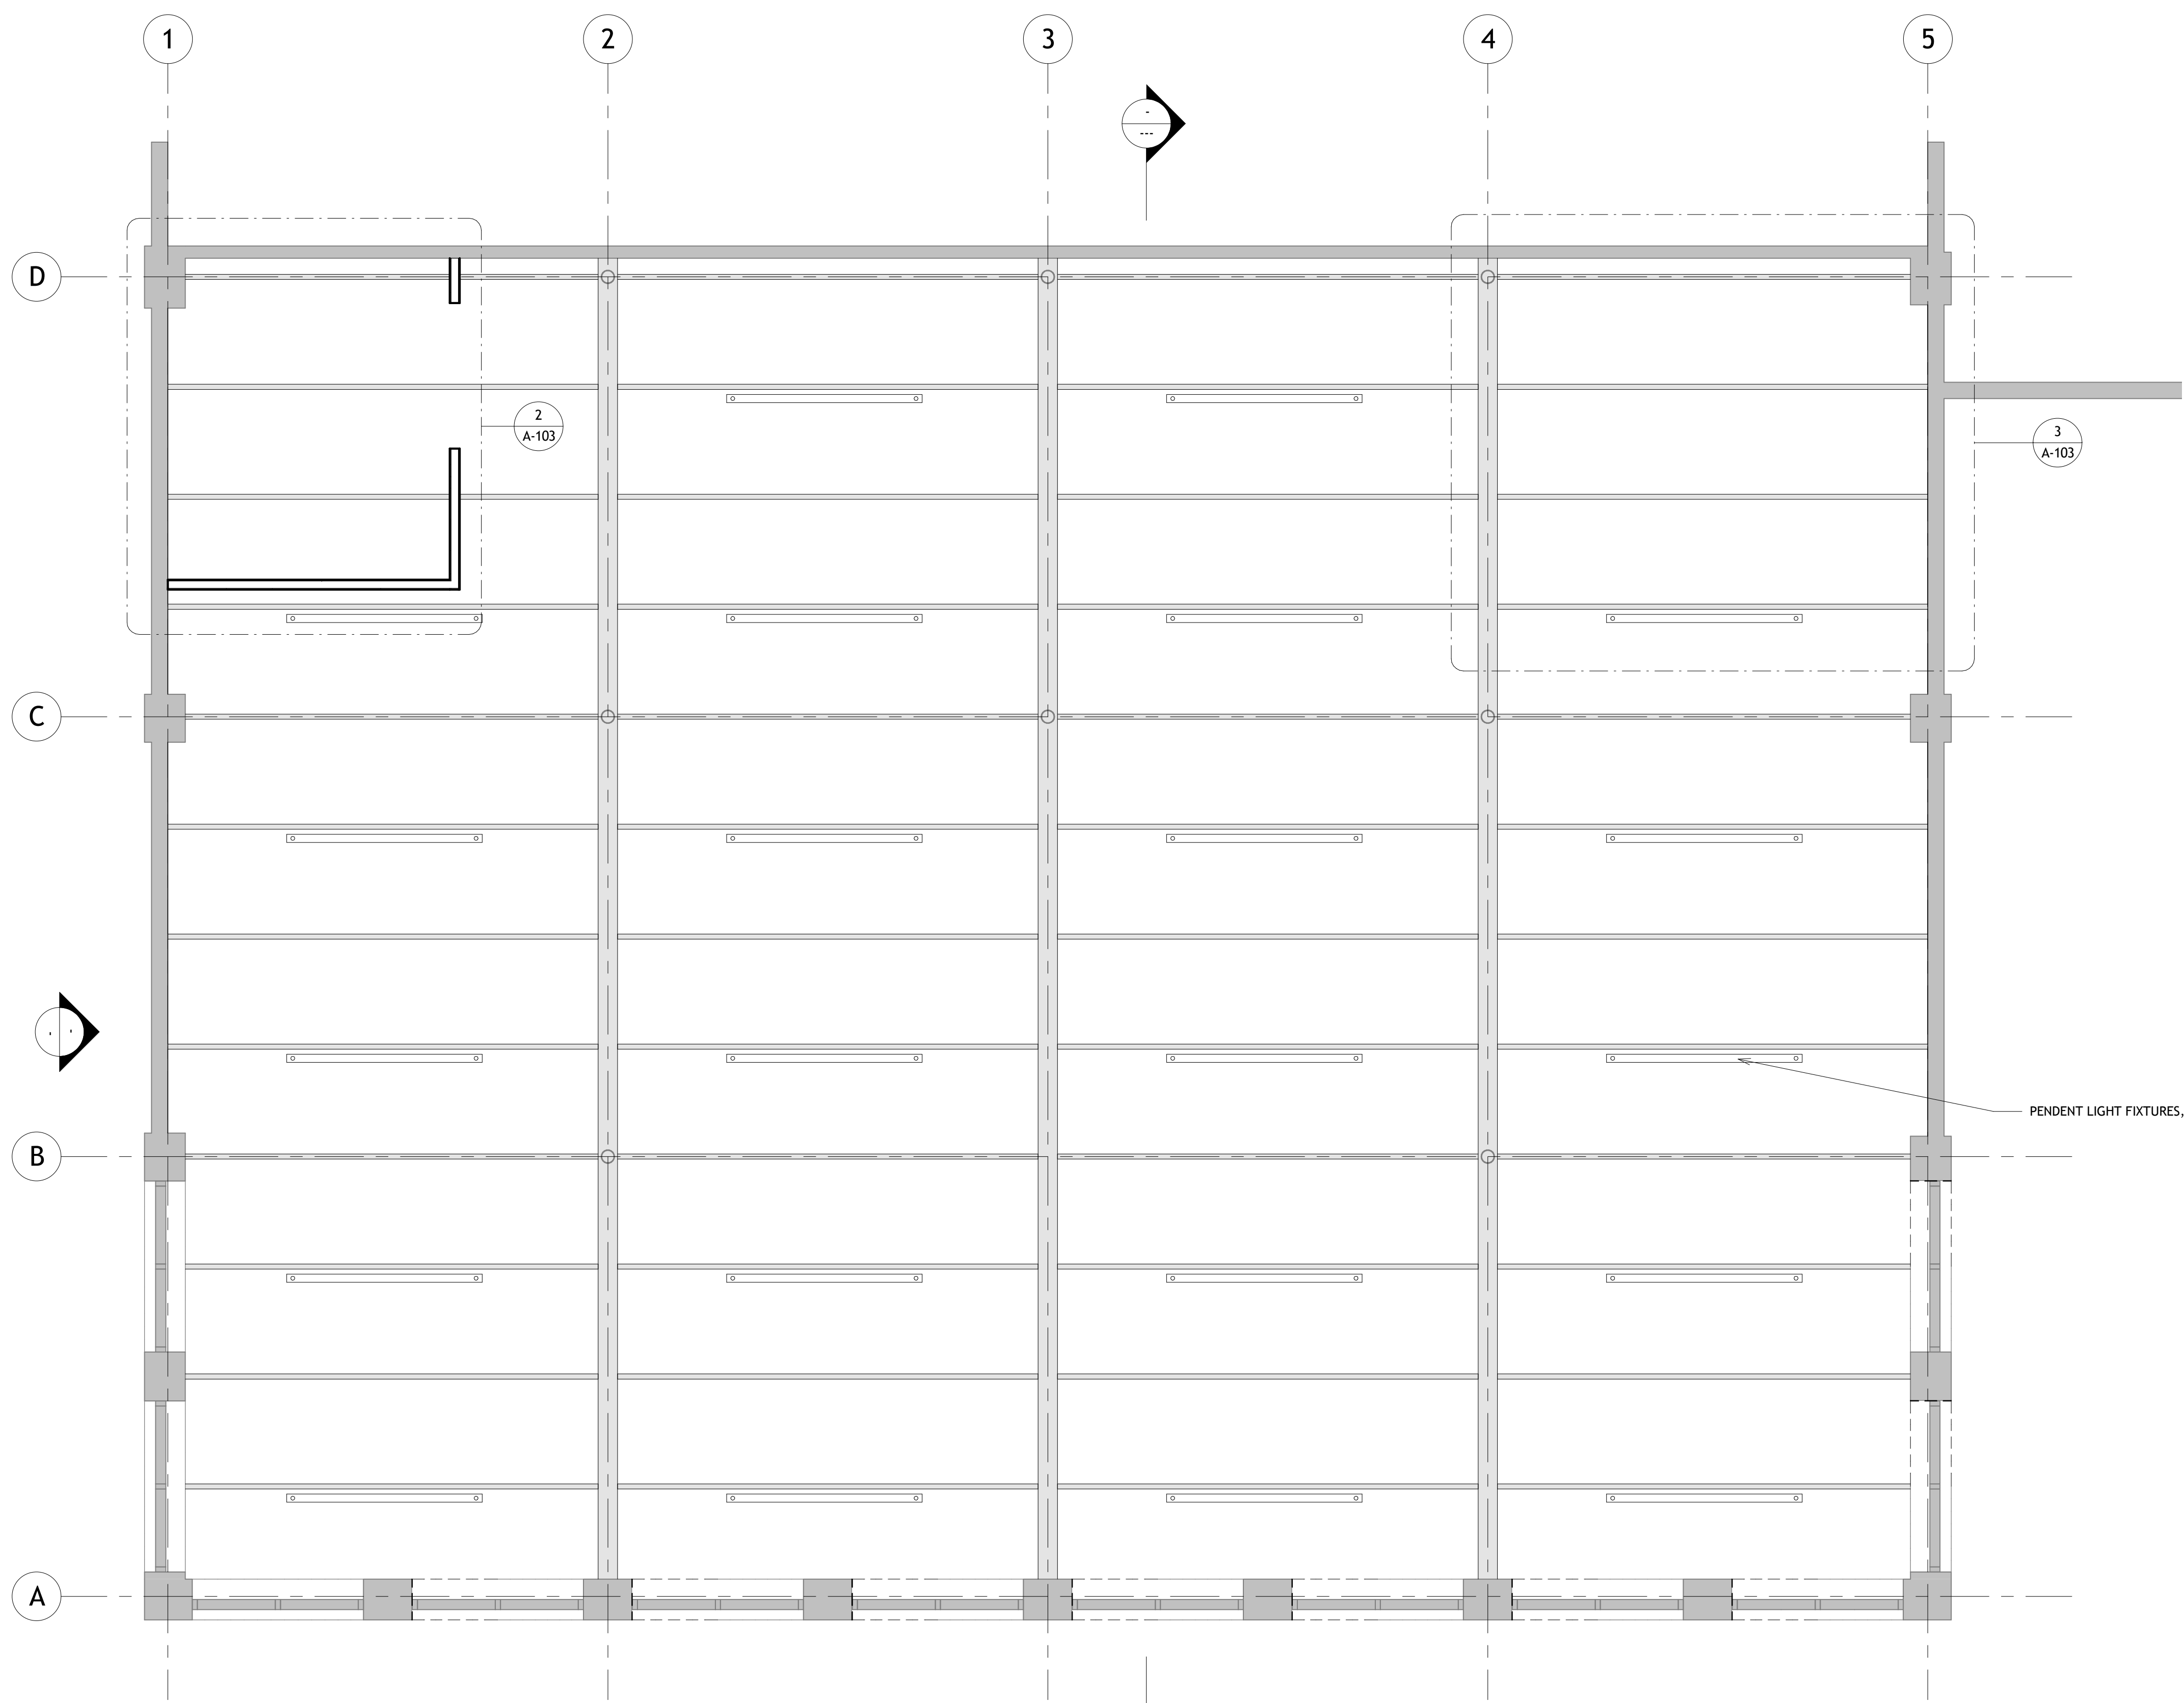 1 2 3 4 5
-
---
D
2
A-103
3
A-103
C
- -
PENDENT LIGHT FIXTURES,
B
A